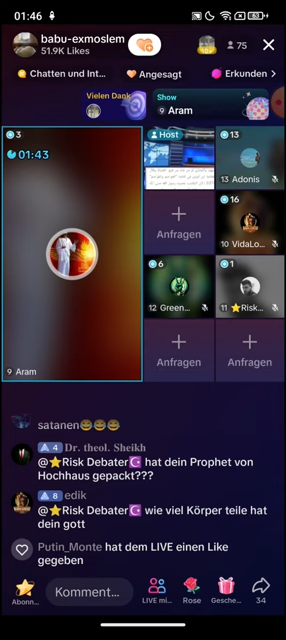 01:46
63
babu-exmoslem
51.9K Likes
75
Chatten und Int...
Angesagt
Erkunden
Vielen Dank
Show
9 Aram
3
01:43
Host
13
13 Adonis
Anfragen
16
10 VidaLo...
6
12 Green...
1
11 ⭐Risk...
Anfragen
Anfragen
9 Aram
satanen😂😂😂
4 Dr. theol. Sheikh
@⭐Risk Debater☪️ hat dein Prophet von
Hochhaus gepackt???
8 edik
@⭐Risk Debater☪️ wie viel Körper teile hat
dein gott
Putin_Monte hat dem LIVE einen Like
gegeben
Abonn...
Komment...
LIVE mi...
Rose
Gesche...
34